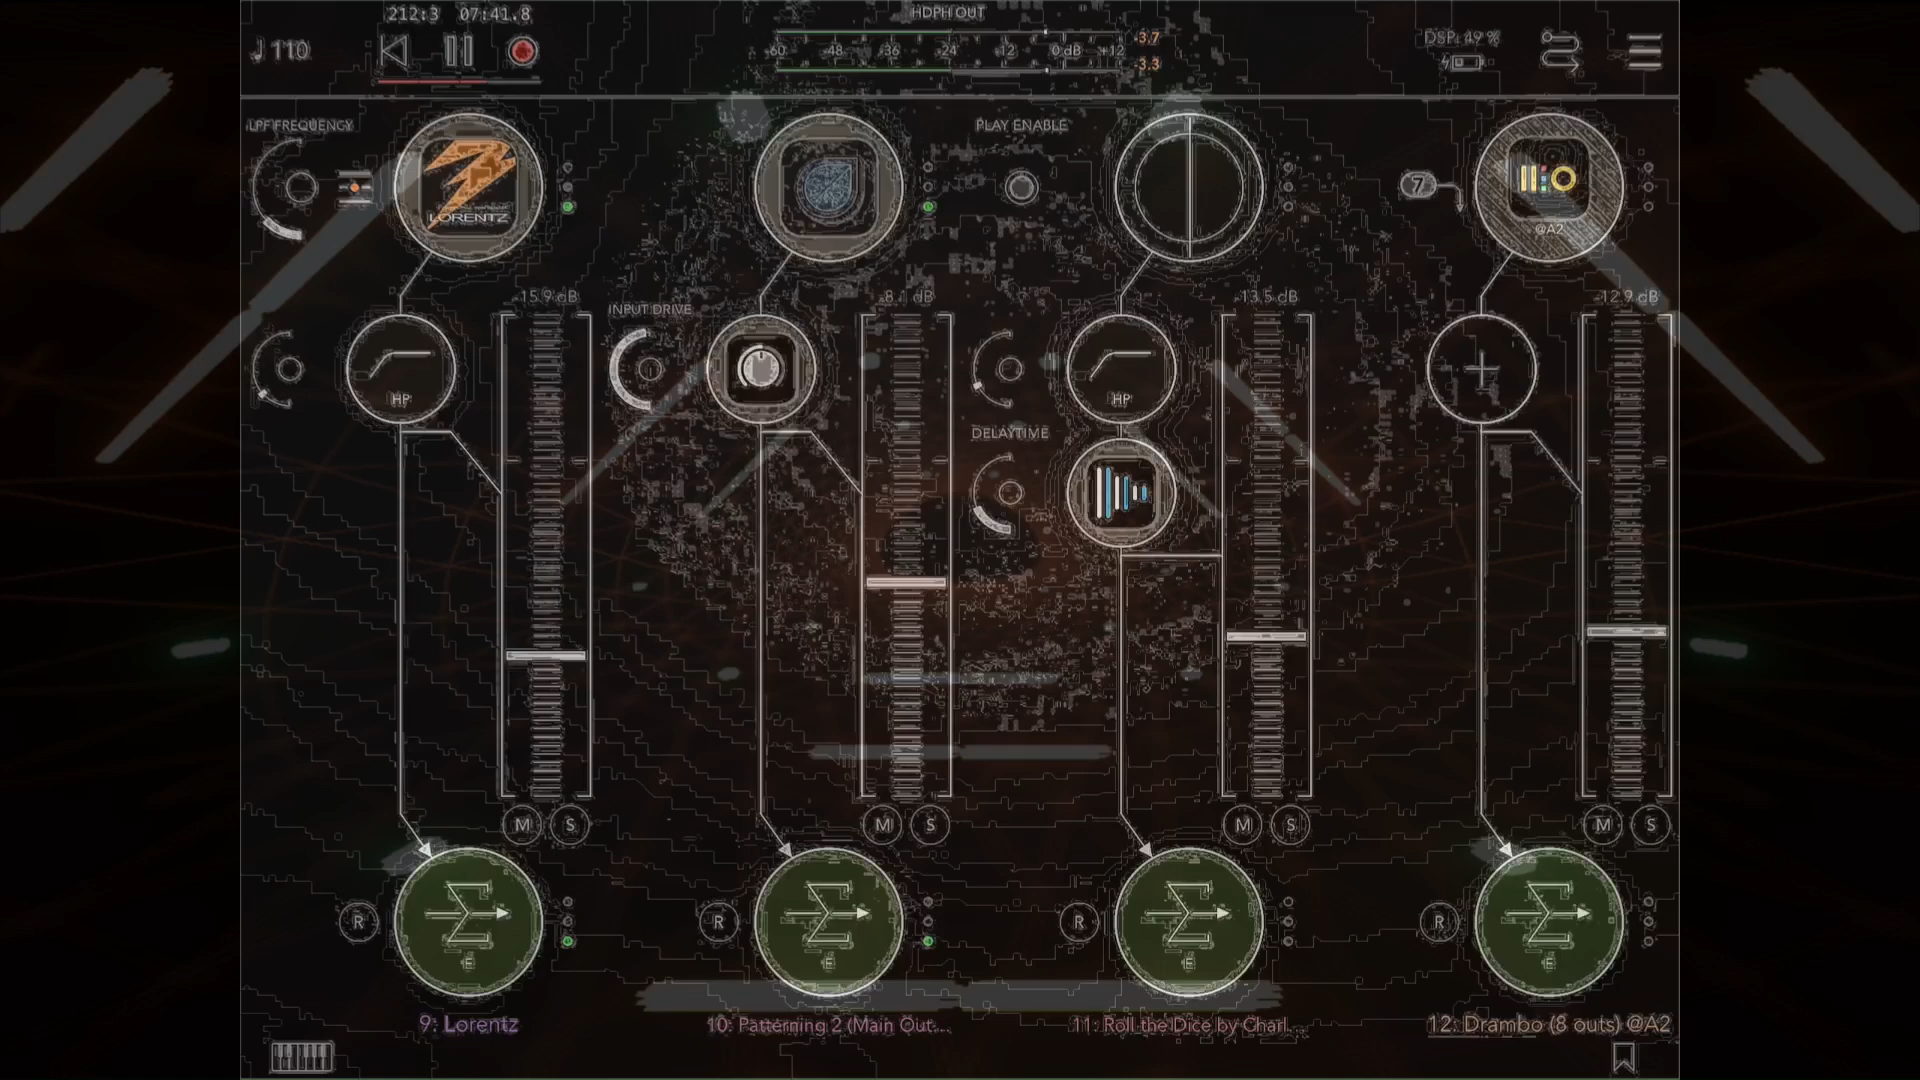 212:3 07:41.8
HDPH OUT
110
-60 -48 -36 -24 -12 0 dB +12
-3.7
-3.3
DSP: 49 %
LPF FREQUENCY
LORENTZ
PLAY ENABLE
7
@A2
-15.9 dB
INPUT DRIVE
-8.1 dB
-13.5 dB
-12.9 dB
HP
HP
DELAYTIME
M S
M S
M S
M S
R
E
R
E
R
E
R
E
9: Lorentz
10: Patterning 2 (Main Out...
11: Roll the Dice by Charl...
12: Drambo (8 outs) @A2